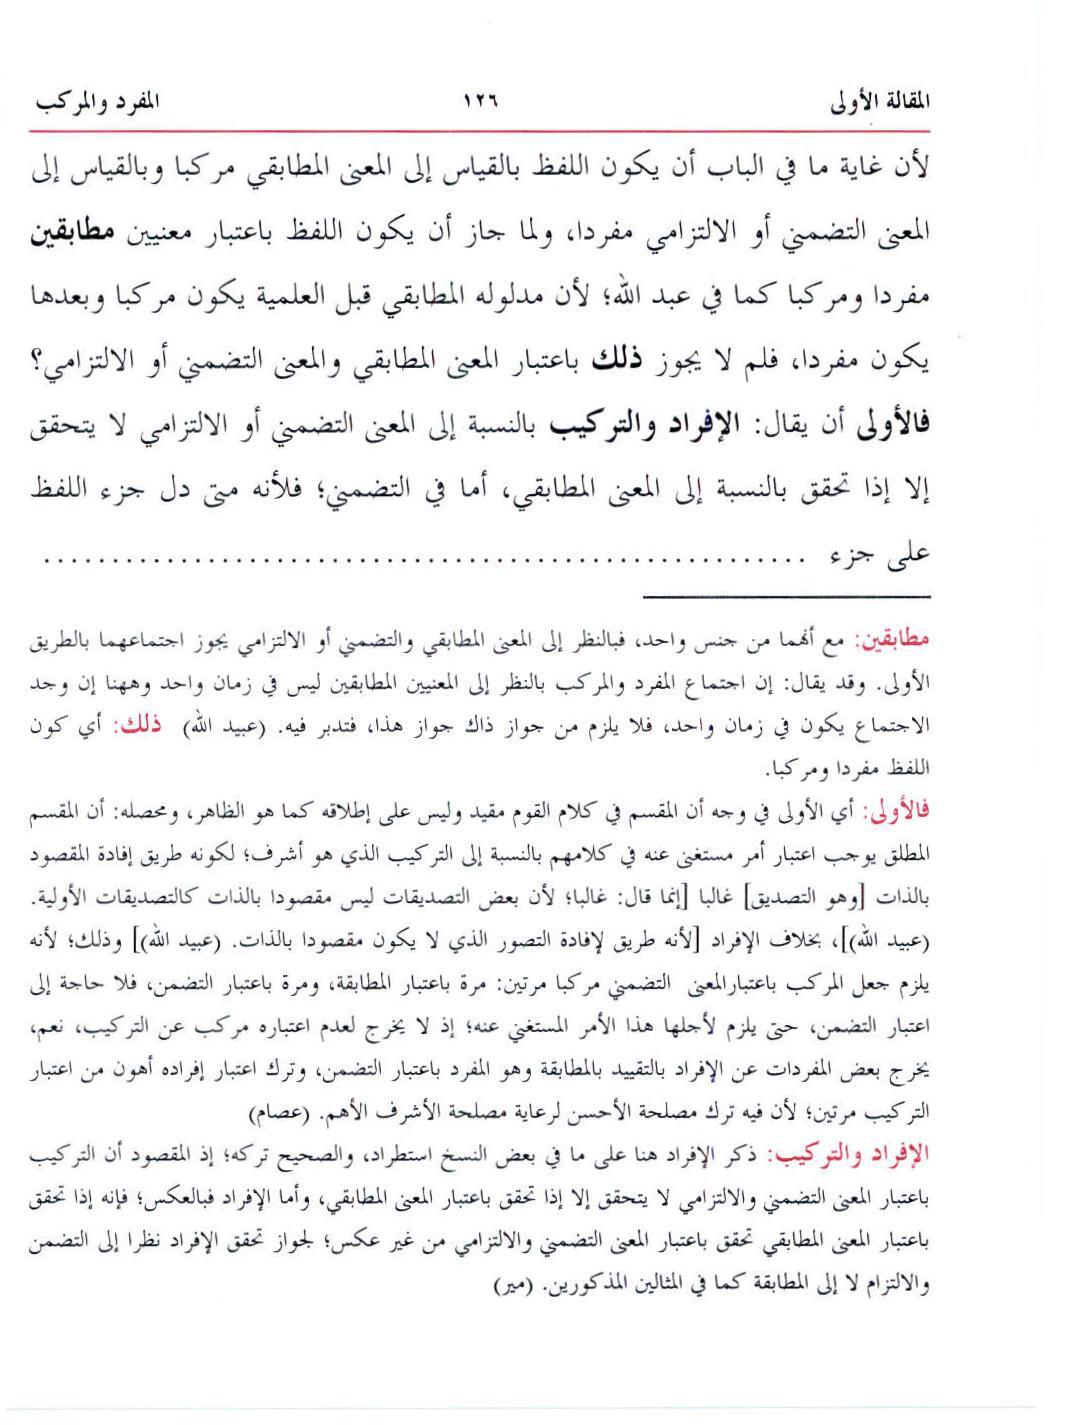 المقالة الأولى ١٢٦ المفرد والمركب
لأن غاية ما في الباب أن يكون اللفظ بالقياس إلى المعنى المطابقي مركبا وبالقياس إلى
المعنى التضمني أو الالتزامي مفردا، ولما جاز أن يكون اللفظ باعتبار معنيين مطابقين
مفردا ومركبا كما في عبد الله؛ لأن مدلوله المطابقي قبل العلمية يكون مركبا وبعدها
يكون مفردا، فلم لا يجوز ذلك باعتبار المعنى المطابقي والمعنى التضمني أو الالتزامي؟
فالأولى أن يقال: الإفراد والتركيب بالنسبة إلى المعنى التضمني أو الالتزامي لا يتحقق
إلا إذا تحقق بالنسبة إلى المعنى المطابقي، أما في التضمني؛ فلأنه متى دل جزء اللفظ
على جزء ........................................................
مطابقين: مع أنهما من جنس واحد، فبالنظر إلى المعنى المطابقي والتضمني أو الالتزامي يجوز اجتماعهما بالطريق
الأولى. وقد يقال: إن اجتماع المفرد والمركب بالنظر إلى المعنيين المطابقين ليس في زمان واحد وههنا إن وجد
الاجتماع يكون في زمان واحد، فلا يلزم من جواز ذاك جواز هذا، فتدبر فيه. (عبيد الله) ذلك: أي كون
اللفظ مفردا ومركبا.
فالأولى: أي الأولى في وجه أن المقسم في كلام القوم مقيد وليس على إطلاقه كما هو الظاهر، ومحصله: أن المقسم
المطلق يوجب اعتبار أمر مستغنى عنه في كلامهم بالنسبة إلى التركيب الذي هو أشرف؛ لكونه طريق إفادة المقصود
بالذات [وهو التصديق] غالبا [إنما قال: غالبا؛ لأن بعض التصديقات ليس مقصودا بالذات كالتصديقات الأولية.
(عبيد الله)]، بخلاف الإفراد [لأنه طريق لإفادة التصور الذي لا يكون مقصودا بالذات. (عبيد الله)] وذلك؛ لأنه
يلزم جعل المركب باعتبارالمعنى التضمني مركبا مرتين: مرة باعتبار المطابقة، ومرة باعتبار التضمن، فلا حاجة إلى
اعتبار التضمن، حتى يلزم لأجلها هذا الأمر المستغني عنه؛ إذ لا يخرج لعدم اعتباره مركب عن التركيب، نعم،
يخرج بعض المفردات عن الإفراد بالتقييد بالمطابقة وهو المفرد باعتبار التضمن، وترك اعتبار إفراده أهون من اعتبار
التركيب مرتين؛ لأن فيه ترك مصلحة الأحسن لرعاية مصلحة الأشرف الأهم. (عصام)
الإفراد والتركيب: ذكر الإفراد هنا على ما في بعض النسخ استطراد، والصحيح تركه؛ إذ المقصود أن التركيب
باعتبار المعنى التضمني والالتزامي لا يتحقق إلا إذا تحقق باعتبار المعنى المطابقي، وأما الإفراد فبالعكس؛ فإنه إذا تحقق
باعتبار المعنى المطابقي تحقق باعتبار المعنى التضمني والالتزامي من غير عكس؛ لجواز تحقق الإفراد نظرا إلى التضمن
والالتزام لا إلى المطابقة كما في المثالين المذكورين. (مير)